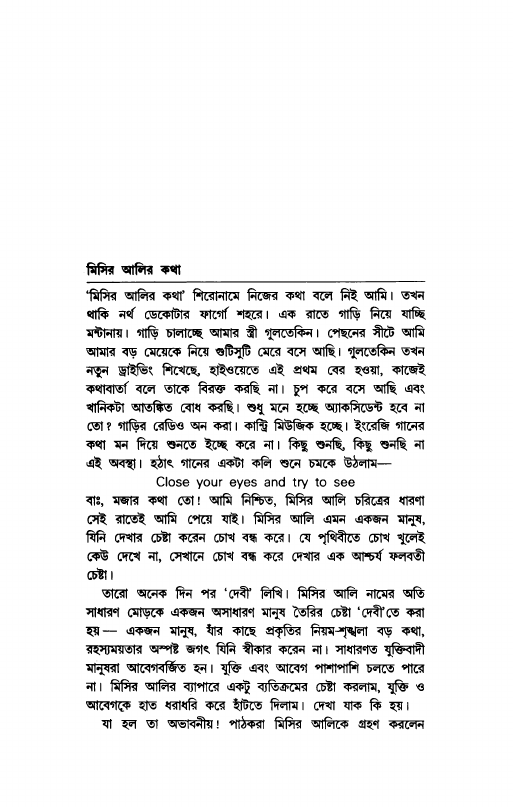 মিসির আলির কথা
'মিসির আলির কথা' শিরোনামে নিজের কথা বলে নিই আমি। তখন
থাকি নর্থ ডেকোটার ফার্গো শহরে। এক রাতে গাড়ি নিয়ে যাচ্ছি
মন্টানায়। গাড়ি চালাচ্ছে আমার স্ত্রী গুলতেকিন। পেছনের সীটে আমি
আমার বড় মেয়েকে নিয়ে গুটিসুটি মেরে বসে আছি। গুলতেকিন তখন
নতুন ড্রাইভিং শিখেছে, হাইওয়েতে এই প্রথম বের হওয়া, কাজেই
কথাবার্তা বলে তাকে বিরক্ত করছি না। চুপ করে বসে আছি এবং
খানিকটা আতঙ্কিত বোধ করছি। শুধু মনে হচ্ছে অ্যাকসিডেন্ট হবে না
তো? গাড়ির রেডিও অন করা। কান্ট্রি মিউজিক হচ্ছে। ইংরেজি গানের
কথা মন দিয়ে শুনতে ইচ্ছে করে না। কিছু শুনছি, কিছু শুনছি না
এই অবস্থা। হঠাৎ গানের একটা কলি শুনে চমকে উঠলাম—
Close your eyes and try to see
বাঃ, মজার কথা তো! আমি নিশ্চিত, মিসির আলি চরিত্রের ধারণা
সেই রাতেই আমি পেয়ে যাই। মিসির আলি এমন একজন মানুষ,
যিনি দেখার চেষ্টা করেন চোখ বন্ধ করে। যে পৃথিবীতে চোখ খুলেই
কেউ দেখে না, সেখানে চোখ বন্ধ করে দেখার এক আশ্চর্য ফলবতী
চেষ্টা।
তারো অনেক দিন পর 'দেবী' লিখি। মিসির আলি নামের অতি
সাধারণ মোড়কে একজন অসাধারণ মানুষ তৈরির চেষ্টা 'দেবী'তে করা
হয়— একজন মানুষ, যাঁর কাছে প্রকৃতির নিয়ম-শৃঙ্খলা বড় কথা,
রহস্যময়তার অস্পষ্ট জগৎ যিনি স্বীকার করেন না। সাধারণত যুক্তিবাদী
মানুষরা আবেগবর্জিত হন। যুক্তি এবং আবেগ পাশাপাশি চলতে পারে
না। মিসির আলির ব্যাপারে একটু ব্যতিক্রমের চেষ্টা করলাম, যুক্তি ও
আবেগকে হাত ধরাধরি করে হাঁটতে দিলাম। দেখা যাক কি হয়।
যা হল তা অভাবনীয়! পাঠকরা মিসির আলিকে গ্রহণ করলেন